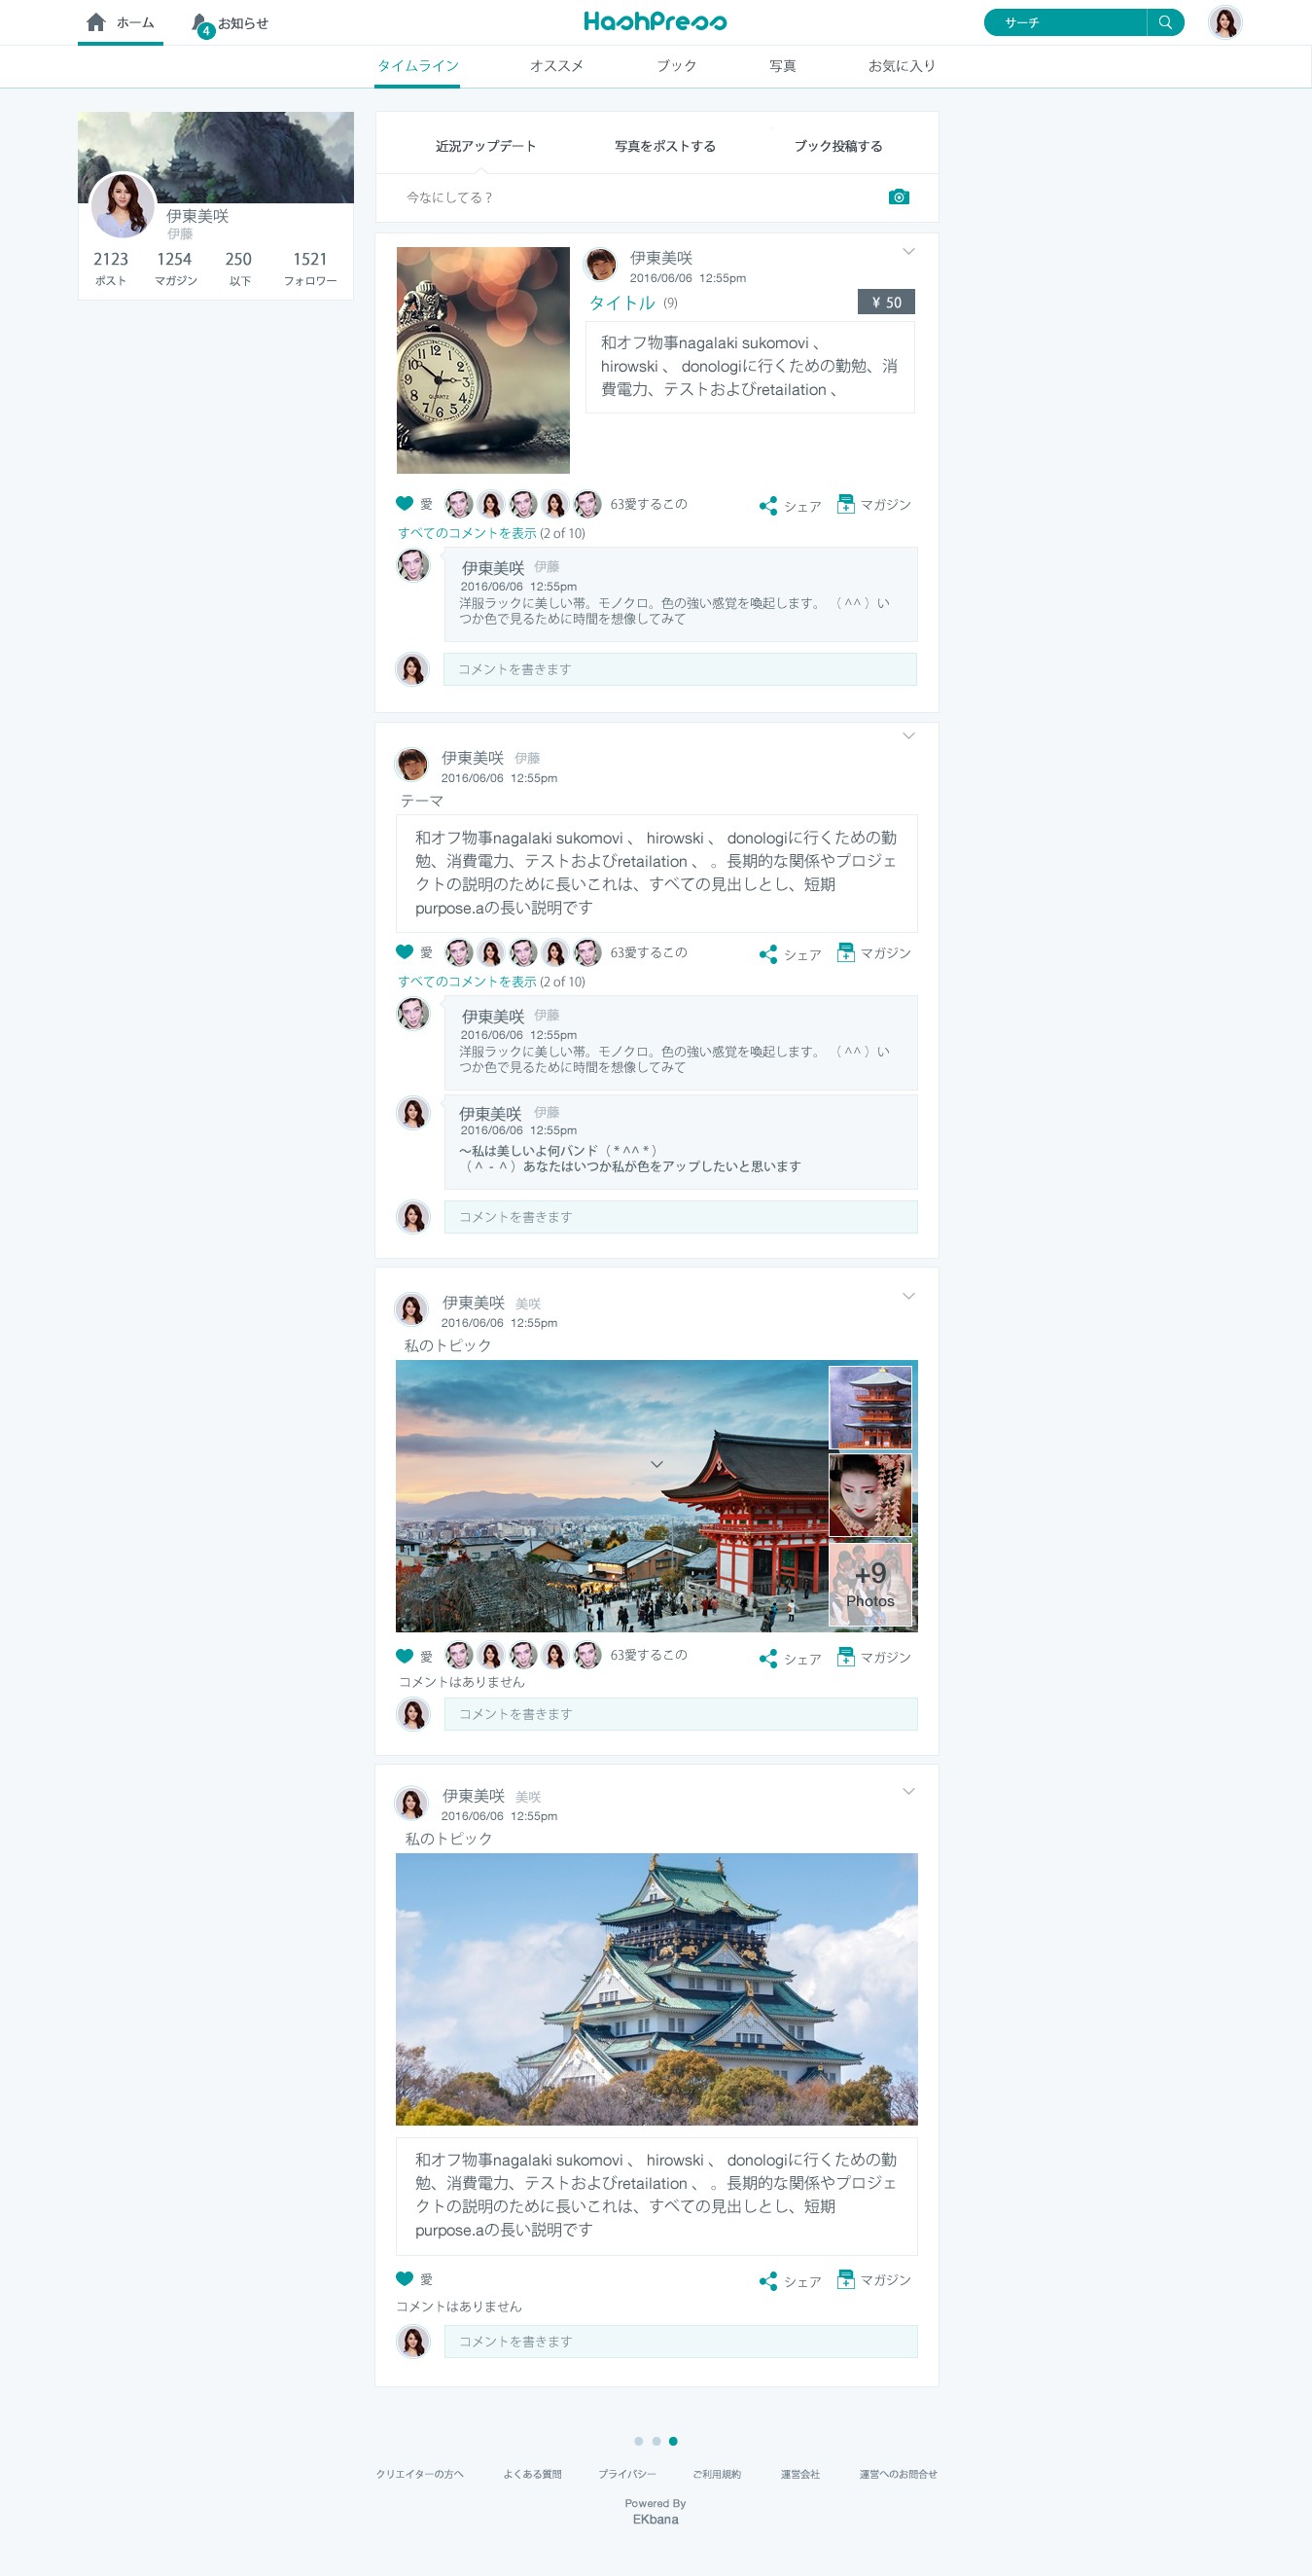 ホーム
4
お知らせ
HashPress
サーチ
タイムライン
オススメ
ブック
写真
お気に入り
伊東美咲
伊藤
2123
1254
250
1521
ポスト
マガジン
以下
フォロワー
近況アップデート
写真をポストする
ブック投稿する
今なにしてる?
伊東美咲
2016/06/06 12:55pm
タイトル (9)
¥ 50
和オフ物事nagalaki sukomovi 、
hirowski 、 donologiに行くための勤勉、消
費電力、テストおよびretailation 、
QUARTZ
愛
63愛するこの
シェア
マガジン
すべてのコメントを表示 (2 of 10)
伊東美咲 伊藤
2016/06/06 12:55pm
洋服ラックに美しい帯。モノクロ。色の強い感覚を喚起します。 (^^)い
つか色で見るために時間を想像してみて
コメントを書きます
伊東美咲 伊藤
2016/06/06 12:55pm
テーマ
和オフ物事nagalaki sukomovi 、 hirowski 、 donologiに行くための勤
勉、消費電力、テストおよびretailation 、 。長期的な関係やプロジェ
クトの説明のために長いこれは、すべての見出しとし、短期
purpose.aの長い説明です
愛
63愛するこの
シェア
マガジン
すべてのコメントを表示 (2 of 10)
伊東美咲 伊藤
2016/06/06 12:55pm
洋服ラックに美しい帯。モノクロ。色の強い感覚を喚起します。 (^^)い
つか色で見るために時間を想像してみて
伊東美咲 伊藤
2016/06/06 12:55pm
〜私は美しいよ何バンド(*^^*)
(^-^)あなたはいつか私が色をアップしたいと思います
コメントを書きます
伊東美咲 美咲
2016/06/06 12:55pm
私のトピック
+9
Photos
愛
63愛するこの
シェア
マガジン
コメントはありません
コメントを書きます
伊東美咲 美咲
2016/06/06 12:55pm
私のトピック
和オフ物事nagalaki sukomovi 、 hirowski 、 donologiに行くための勤
勉、消費電力、テストおよびretailation 、 。長期的な関係やプロジェ
クトの説明のために長いこれは、すべての見出しとし、短期
purpose.aの長い説明です
愛
シェア
マガジン
コメントはありません
コメントを書きます
クリエイターの方へ
よくある質問
プライバシー
ご利用規約
運営会社
運営へのお問合せ
Powered By
EKbana